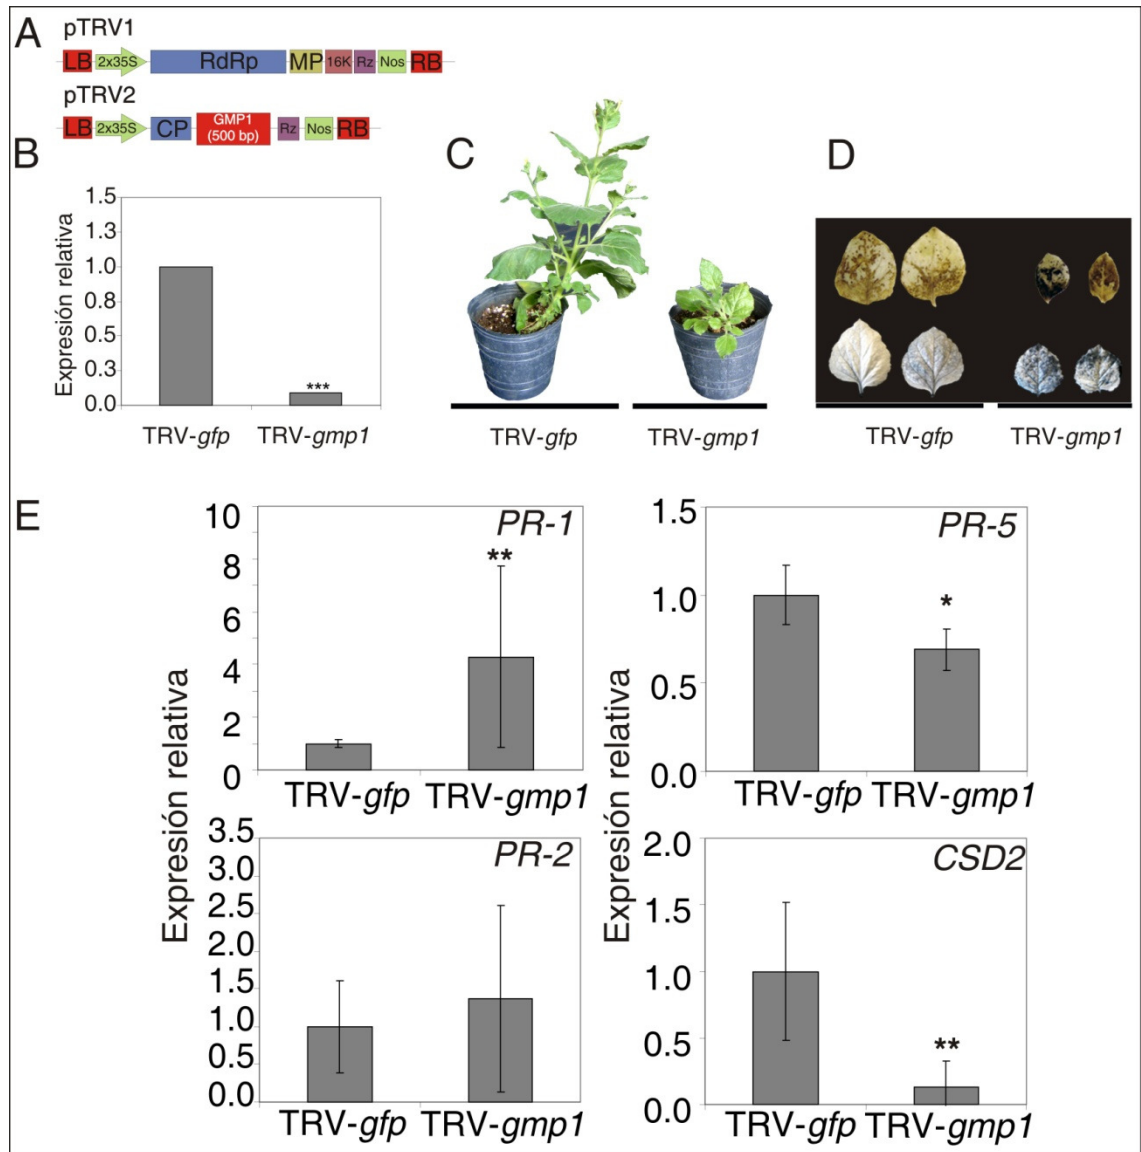 A
pTRV1
LB 2x35S RdRp MP 16K Rz Nos RB
pTRV2
LB 2x35S CP GMP1 (500 bp) Rz Nos RB
B
Expresión relativa
1.5
1.3
1.0
0.8
0.5
0.3
0.0
***
TRV-gfp TRV-gmp1
C
TRV-gfp TRV-gmp1
D
TRV-gfp TRV-gmp1
E
Expresión relativa
PR-1
10
8
6
4
2
0
**
TRV-gfp TRV-gmp1
PR-5
1.5
1.0
0.5
1.0
*
TRV-gfp TRV-gmp1
PR-2
3.5
3.0
2.5
2.0
1.5
1.0
0.5
0.0
TRV-gfp TRV-gmp1
Expresión relativa
CSD2
2.0
1.5
1.0
0.5
0.0
**
TRV-gfp TRV-gmp1